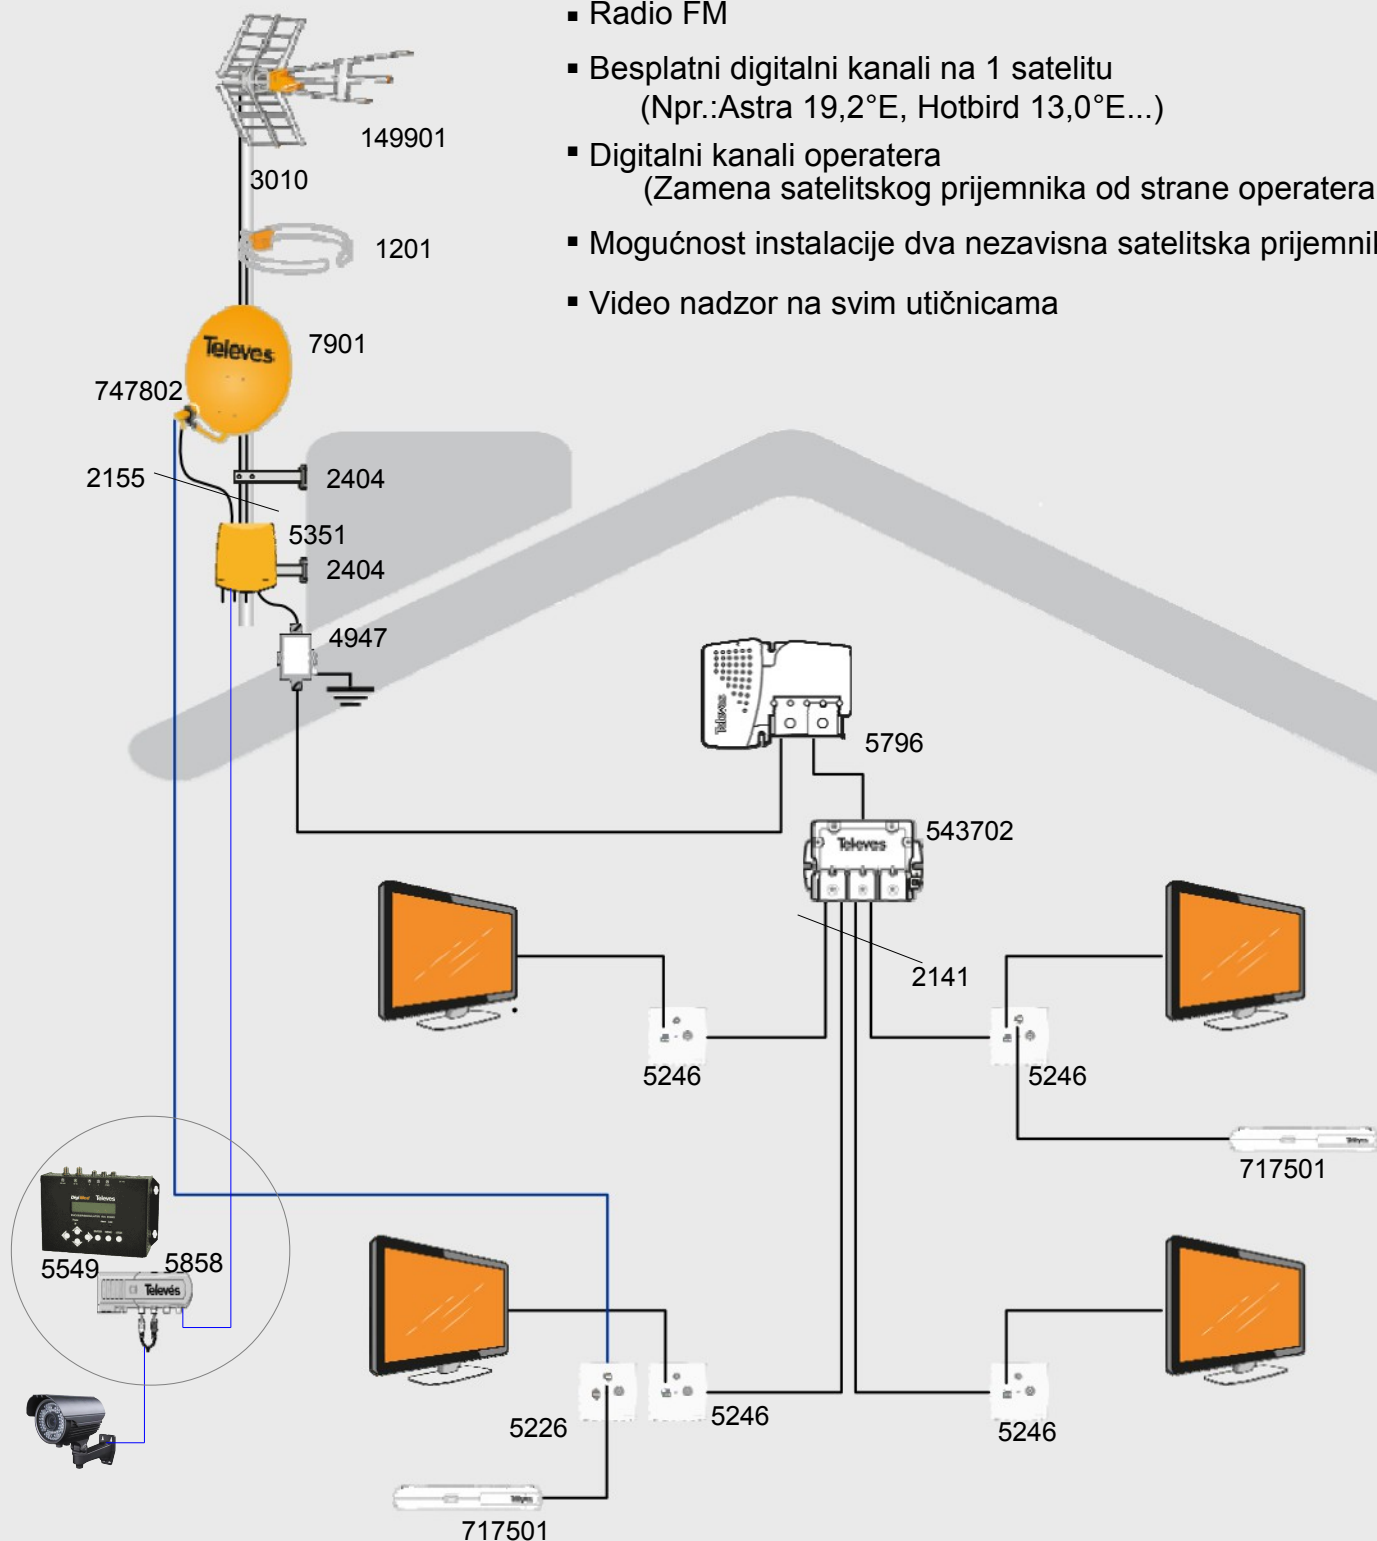 ▪ Radio FM
▪ Besplatni digitalni kanali na 1 satelitu
(Npr.:Astra 19,2°E, Hotbird 13,0°E...)
▪ Digitalni kanali operatera
(Zamena satelitskog prijemnika od strane operatera
▪ Mogućnost instalacije dva nezavisna satelitska
▪ Video nadzor na svim utičnicama
149901
3010
1201
7901
Televes
747802
2155
2404
5351
2404
4947
Televes
5796
543702
Televes
2141
5246
5246
717501
Televes
5549
5858
Televés
5226
5246
5246
717501